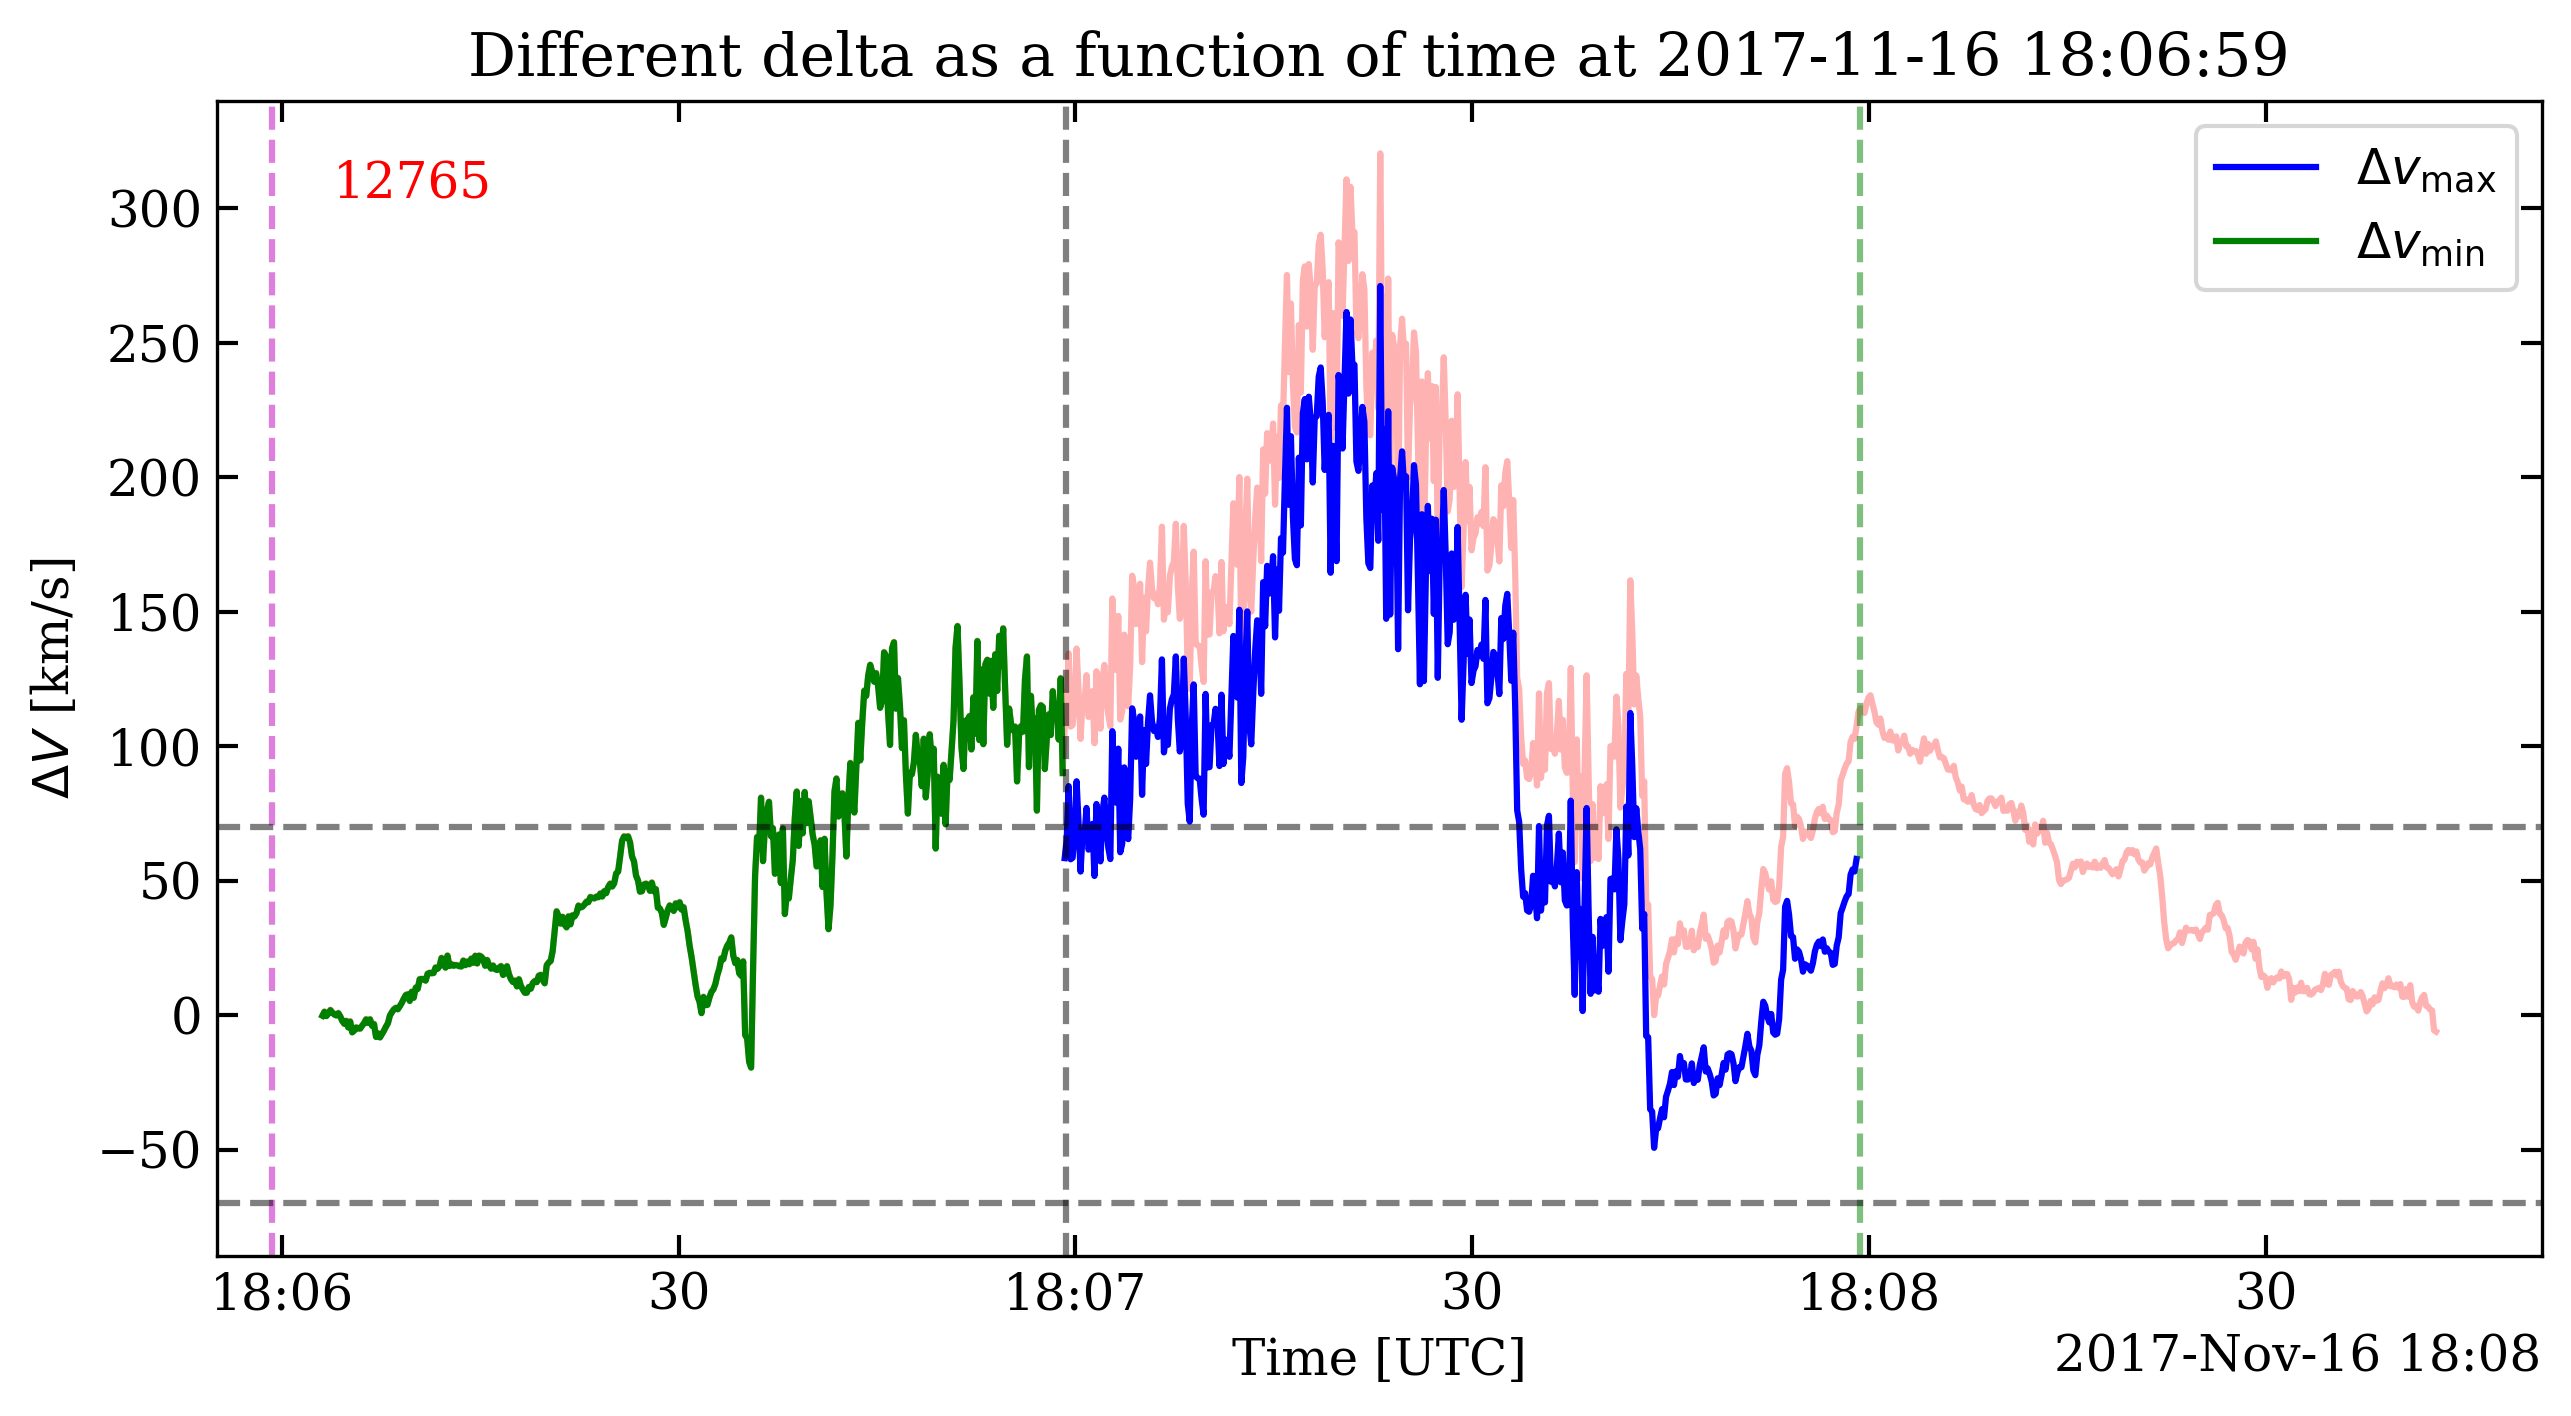 Different delta as a function of time at 2017-11-16 18:06:59
12765
Δv_max
Δv_min
300
250
200
150
100
50
0
−50
ΔV [km/s]
18:06 30 18:07 30 18:08 30
Time [UTC]
2017-Nov-16 18:08